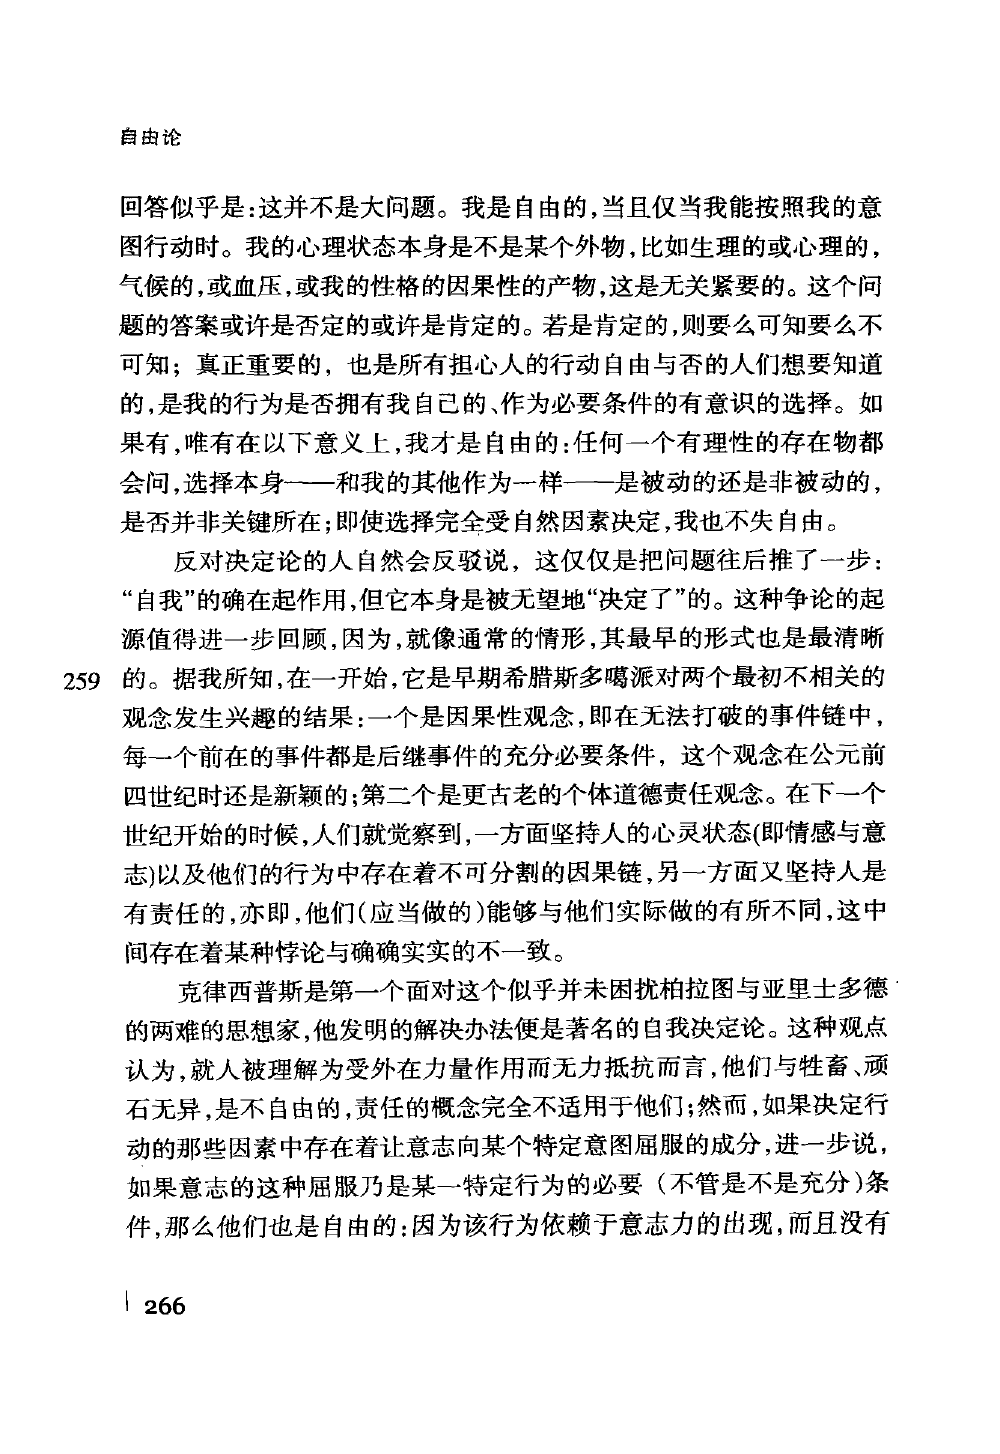 自由论
回答似乎是:这并不是大问题。我是自由的,当且仅当我能按照我的意
图行动时。我的心理状态本身是不是某个外物,比如生理的或心理的,
气候的,或血压,或我的性格的因果性的产物,这是无关紧要的。这个问
题的答案或许是否定的或许是肯定的。若是肯定的,则要么可知要么不
可知;真正重要的,也是所有担心人的行动自由与否的人们想要知道
的,是我的行为是否拥有我自己的、作为必要条件的有意识的选择。如
果有,唯有在以下意义上,我才是自由的:任何一个有理性的存在物都
会问,选择本身——和我的其他作为一样——是被动的还是非被动的,
是否并非关键所在;即使选择完全受自然因素决定,我也不失自由。
反对决定论的人自然会反驳说,这仅仅是把问题往后推了一步:
“自我”的确在起作用,但它本身是被无望地“决定了”的。这种争论的起
源值得进一步回顾,因为,就像通常的情形,其最早的形式也是最清晰
259 的。据我所知,在一开始,它是早期希腊斯多噶派对两个最初不相关的
观念发生兴趣的结果:一个是因果性观念,即在无法打破的事件链中,
每一个前在的事件都是后继事件的充分必要条件,这个观念在公元前
四世纪时还是新颖的;第二个是更古老的个体道德责任观念。在下一个
世纪开始的时候,人们就觉察到,一方面坚持人的心灵状态(即情感与意
志)以及他们的行为中存在着不可分割的因果链,另一方面又坚持人是
有责任的,亦即,他们(应当做的)能够与他们实际做的有所不同,这中
间存在着某种悖论与确确实实的不一致。
克律西普斯是第一个面对这个似乎并未困扰柏拉图与亚里士多德
的两难的思想家,他发明的解决办法便是著名的自我决定论。这种观点
认为,就人被理解为受外在力量作用而无力抵抗而言,他们与牲畜、顽
石无异,是不自由的,责任的概念完全不适用于他们;然而,如果决定行
动的那些因素中存在着让意志向某个特定意图屈服的成分,进一步说,
如果意志的这种屈服乃是某一特定行为的必要(不管是不是充分)条
件,那么他们也是自由的:因为该行为依赖于意志力的出现,而且没有
266